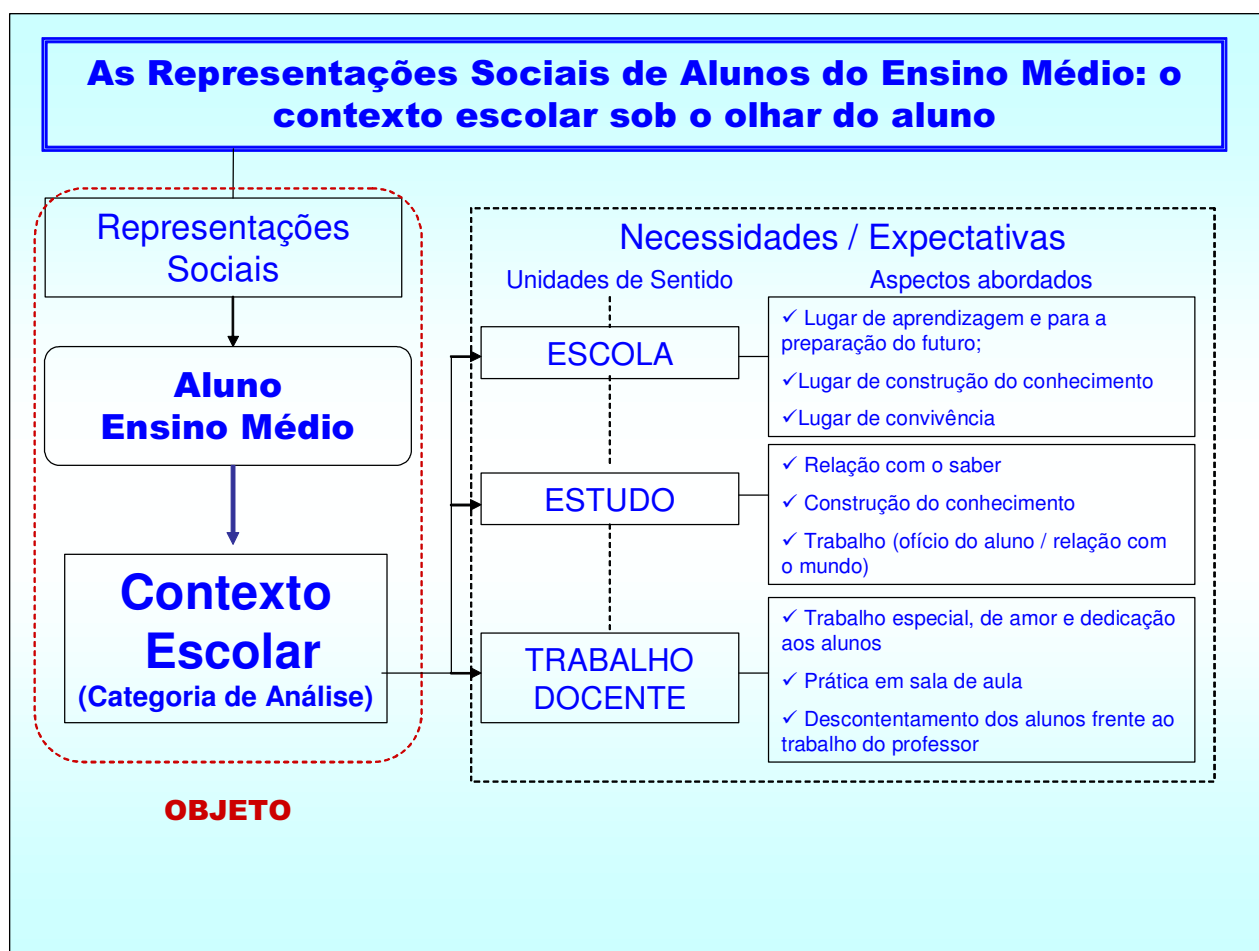 As Representações Sociais de Alunos do Ensino Médio: o
contexto escolar sob o olhar do aluno
Representações
Sociais
Aluno
Ensino Médio
Contexto
Escolar
(Categoria de Análise)
OBJETO
Necessidades / Expectativas
Unidades de Sentido
Aspectos abordados
ESCOLA
✓ Lugar de aprendizagem e para a
preparação do futuro;
✓Lugar de construção do conhecimento
✓Lugar de convivência
ESTUDO
✓ Relação com o saber
✓ Construção do conhecimento
✓ Trabalho (ofício do aluno / relação com
o mundo)
TRABALHO
DOCENTE
✓ Trabalho especial, de amor e dedicação
aos alunos
✓ Prática em sala de aula
✓ Descontentamento dos alunos frente ao
trabalho do professor